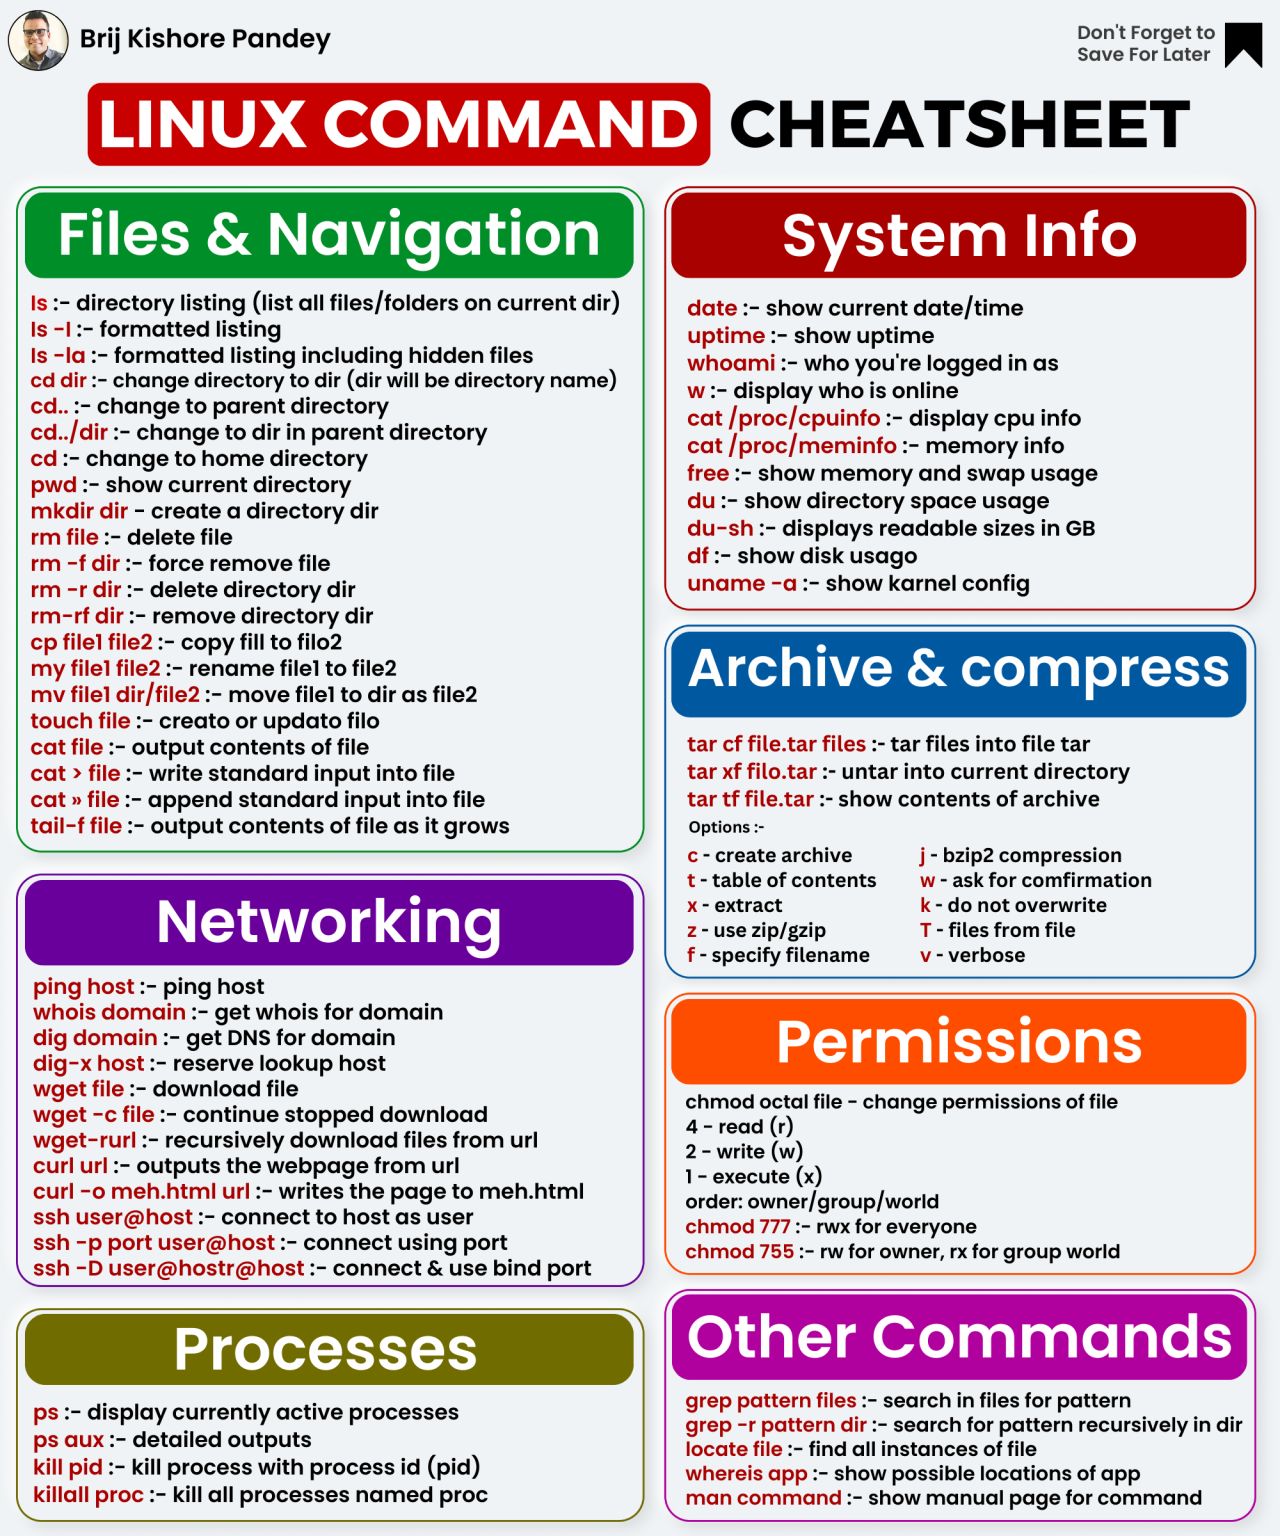 Brij Kishore Pandey
Don't Forget to
Save For Later
LINUX COMMAND CHEATSHEET
Files & Navigation
ls :- directory listing (list all files/folders on current dir)
ls -l :- formatted listing
ls -la :- formatted listing including hidden files
cd dir :- change directory to dir (dir will be directory name)
cd.. :- change to parent directory
cd../dir :- change to dir in parent directory
cd :- change to home directory
pwd :- show current directory
mkdir dir - create a directory dir
rm file :- delete file
rm -f dir :- force remove file
rm -r dir :- delete directory dir
rm-rf dir :- remove directory dir
cp file1 file2 :- copy fill to filo2
my file1 file2 :- rename file1 to file2
mv file1 dir/file2 :- move file1 to dir as file2
touch file :- creato or updato filo
cat file :- output contents of file
cat > file :- write standard input into file
cat » file :- append standard input into file
tail-f file :- output contents of file as it grows
Networking
ping host :- ping host
whois domain :- get whois for domain
dig domain :- get DNS for domain
dig-x host :- reserve lookup host
wget file :- download file
wget -c file :- continue stopped download
wget-rurl :- recursively download files from url
curl url :- outputs the webpage from url
curl -o meh.html url :- writes the page to meh.html
ssh user@host :- connect to host as user
ssh -p port user@host :- connect using port
ssh -D user@hostr@host :- connect & use bind port
Processes
ps :- display currently active processes
ps aux :- detailed outputs
kill pid :- kill process with process id (pid)
killall proc :- kill all processes named proc
System Info
date :- show current date/time
uptime :- show uptime
whoami :- who you're logged in as
w :- display who is online
cat /proc/cpuinfo :- display cpu info
cat /proc/meminfo :- memory info
free :- show memory and swap usage
du :- show directory space usage
du-sh :- displays readable sizes in GB
df :- show disk usago
uname -a :- show karnel config
Archive & compress
tar cf file.tar files :- tar files into file tar
tar xf filo.tar :- untar into current directory
tar tf file.tar :- show contents of archive
Options :-
c - create archive
t - table of contents
x - extract
z - use zip/gzip
f - specify filename
j - bzip2 compression
w - ask for comfirmation
k - do not overwrite
T - files from file
v - verbose
Permissions
chmod octal file - change permissions of file
4 - read (r)
2 - write (w)
1 - execute (x)
order: owner/group/world
chmod 777 :- rwx for everyone
chmod 755 :- rw for owner, rx for group world
Other Commands
grep pattern files :- search in files for pattern
grep -r pattern dir :- search for pattern recursively in dir
locate file :- find all instances of file
whereis app :- show possible locations of app
man command :- show manual page for command